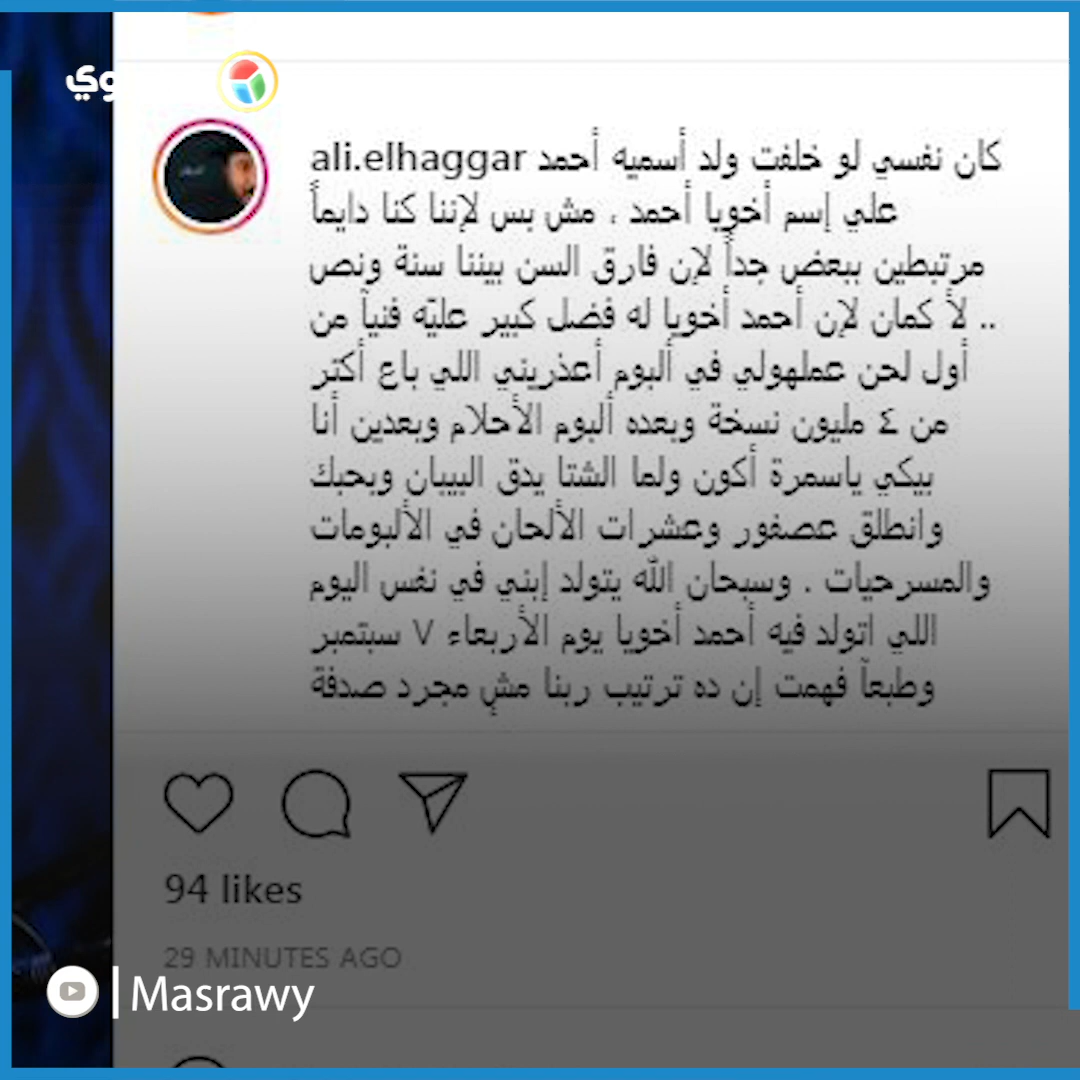 وي
ali.elhaggar كان نفسي لو خلفت ولد أسميه أحمد
علي إسم أخويا أحمد ، مش بس لإننا كنا دايماً
مرتبطين ببعض جداً لإن فارق السن بيننا سنة ونص
.. لأ كمان لإن أحمد أخويا له فضل كبير عليّه فنياً من
أول لحن عملهولي في ألبوم أعذريني اللي باع أكتر
من ٤ مليون نسخة وبعده ألبوم الأحلام وبعدين أنا
بيكي ياسمرة أكون ولما الشتا يدق البيبان وبحبك
وانطلق عصفور وعشرات الألحان في الألبومات
والمسرحيات . وسبحان الله يتولد إبني في نفس اليوم
اللي اتولد فيه أحمد أخويا يوم الأربعاء ٧ سبتمبر
وطبعاً فهمت إن ده ترتيب ربنا مش مجرد صدفة
94 likes
29 MINUTES AGO
Masrawy